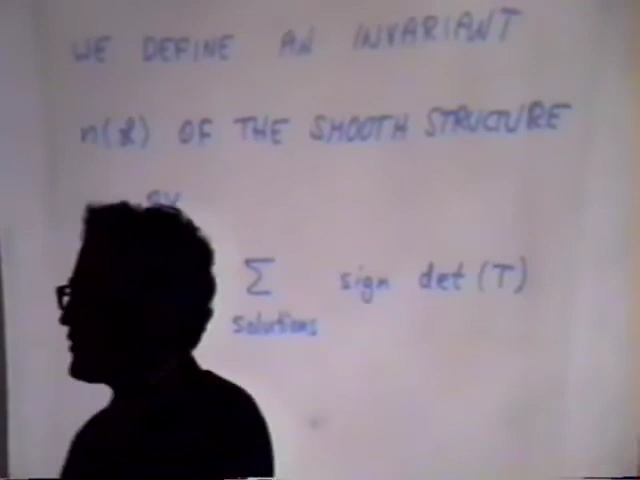 WE DEFINE AN INVARIANT
n(L) OF THE SMOOTH STRUCTURE
BY
Σ sign det (T)
solutions